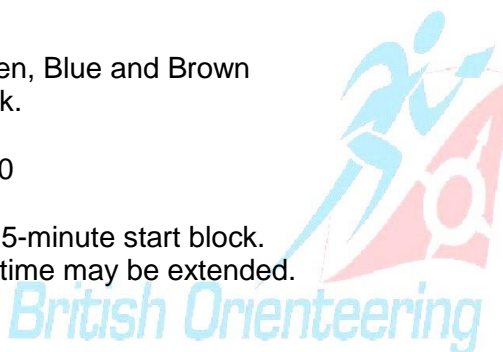 en, Blue and Brown
k.
0
5-minute start block.
time may be extended.
British Orienteering